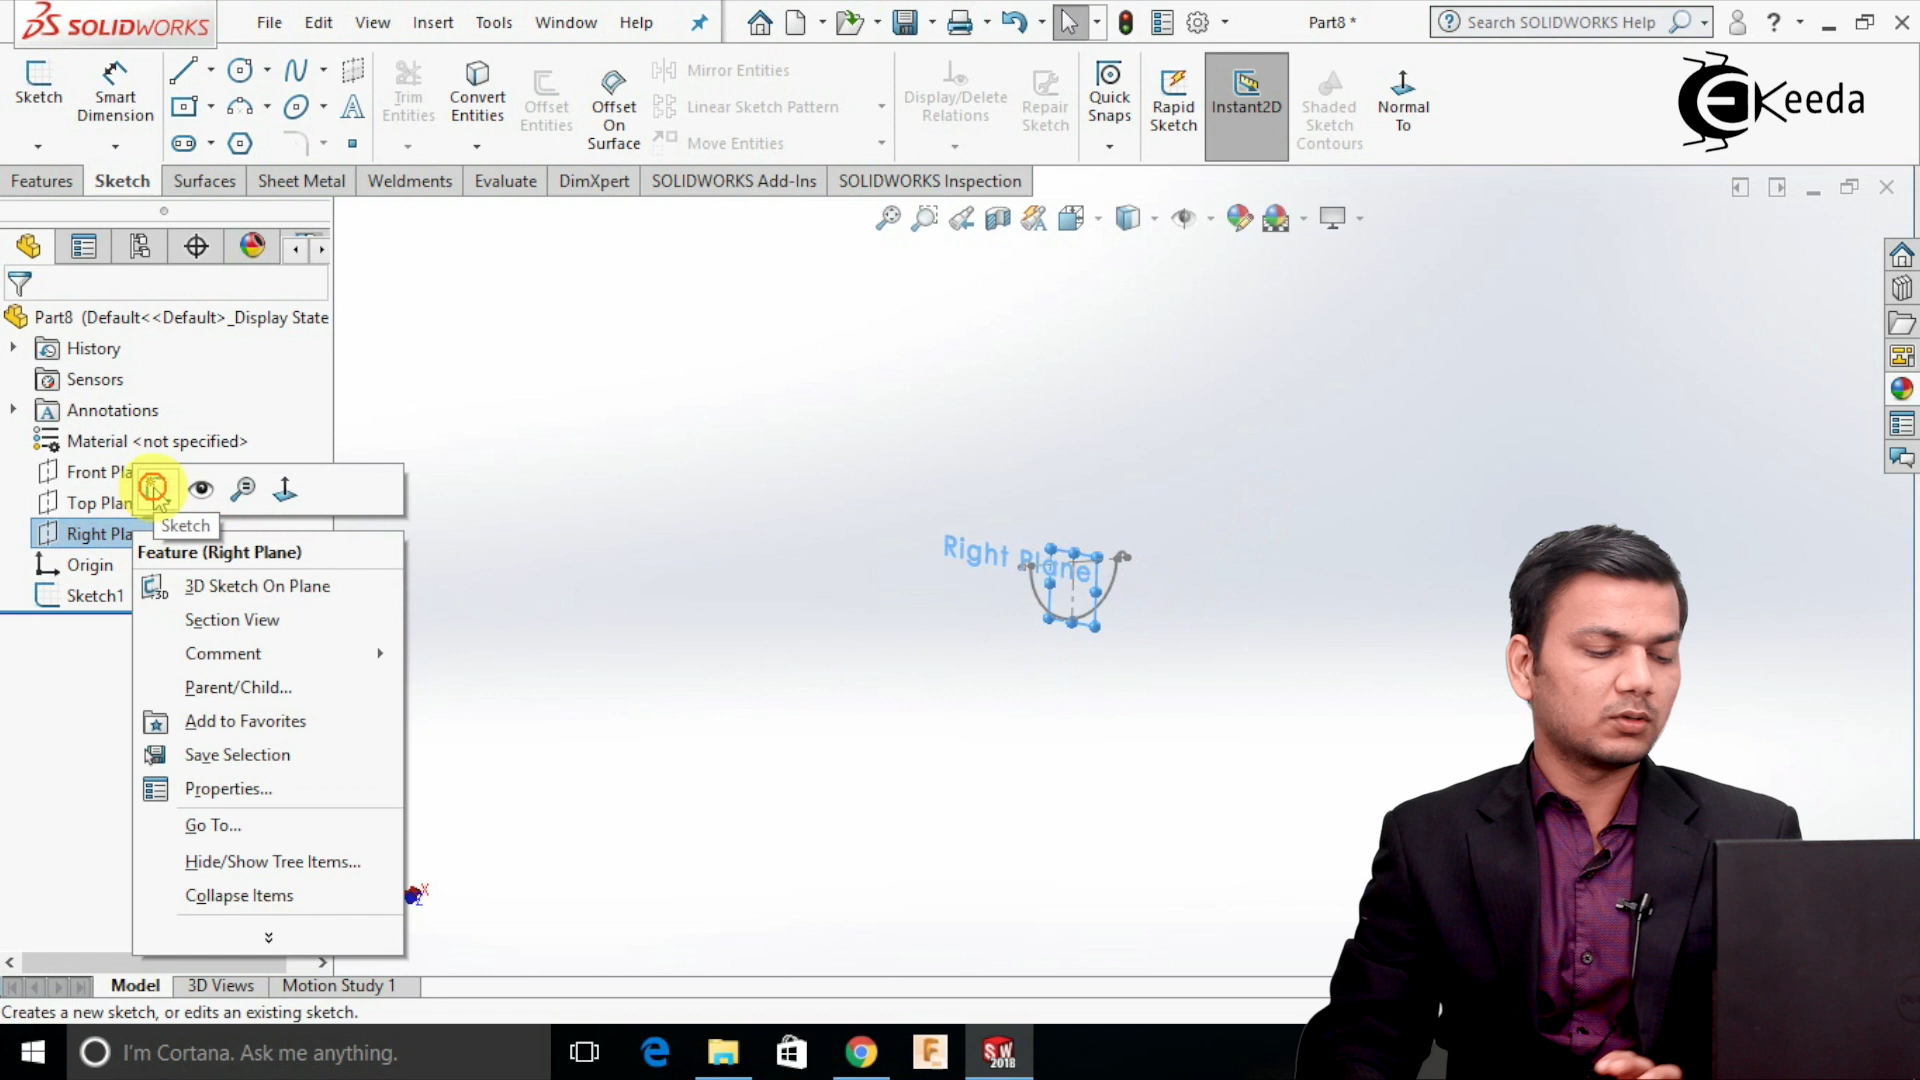 SOLIDWORKS
File Edit View Insert Tools Window Help
Part8 *
Search SOLIDWORKS Help
Sketch
Smart Dimension
Trim Entities
Convert Entities
Offset Entities
Offset On Surface
Mirror Entities
Linear Sketch Pattern
Move Entities
Display/Delete Relations
Repair Sketch
Quick Snaps
Rapid Sketch
Instant2D
Shaded Sketch Contours
Normal To
EKeeda
Features Sketch Surfaces Sheet Metal Weldments Evaluate DimXpert SOLIDWORKS Add-Ins SOLIDWORKS Inspection
Part8 (Default<<Default>_Display State
History
Sensors
Annotations
Material <not specified>
Front Pla
Top Plan
Right Pla
Origin
Sketch1
Sketch
Feature (Right Plane)
3D Sketch On Plane
Section View
Comment
Parent/Child...
Add to Favorites
Save Selection
Properties...
Go To...
Hide/Show Tree Items...
Collapse Items
Right Plane
X
Z
Model 3D Views Motion Study 1
Creates a new sketch, or edits an existing sketch.
I'm Cortana. Ask me anything.
SW 2018